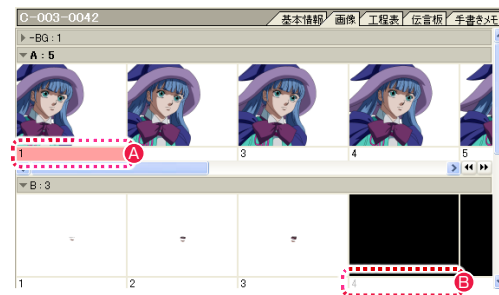 C-003-0042
基本情報 画像 工程表 伝言板 手書きメモ
-BG : 1
A : 5
1 A 3 4 5
B : 3
1 2 3 4 B